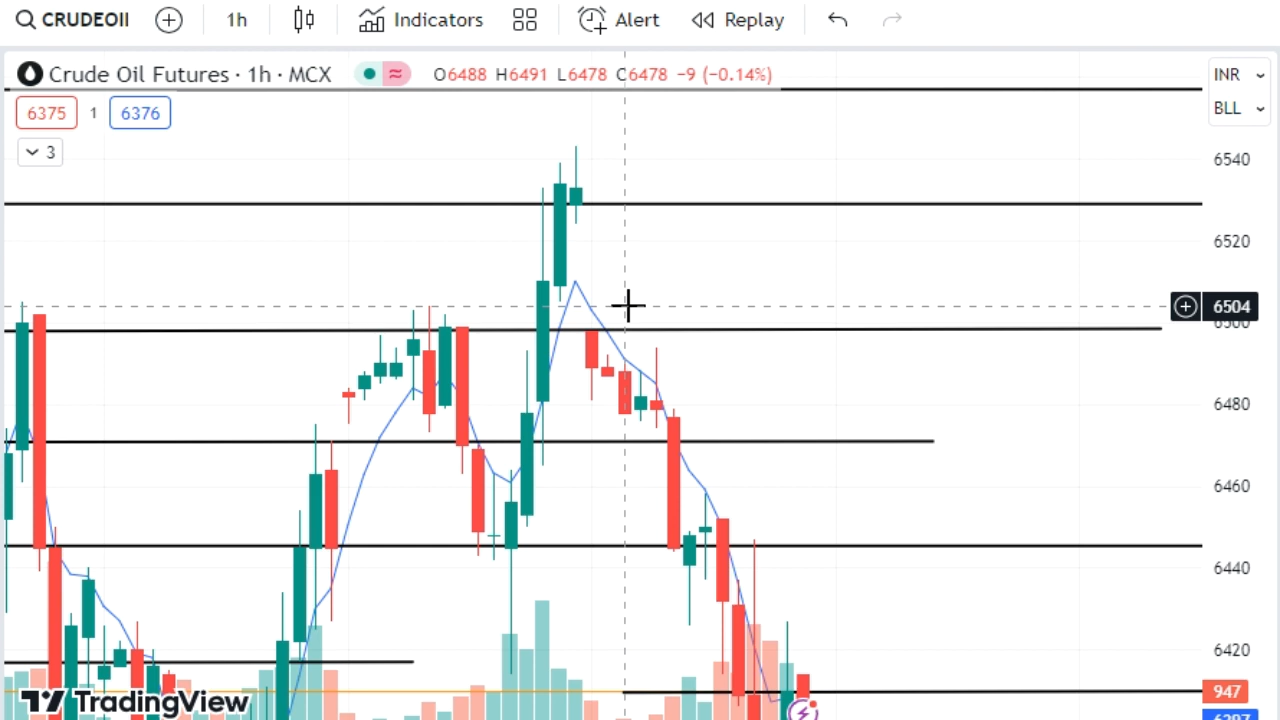 CRUDEOIl 1h Indicators Alert Replay
Crude Oil Futures · 1h · MCX O6488 H6491 L6478 C6478 −9 (−0.14%)
INR
6375 1 6376
BLL
3
6540
6520
6504
6500
6480
6460
6440
6420
947
TradingView